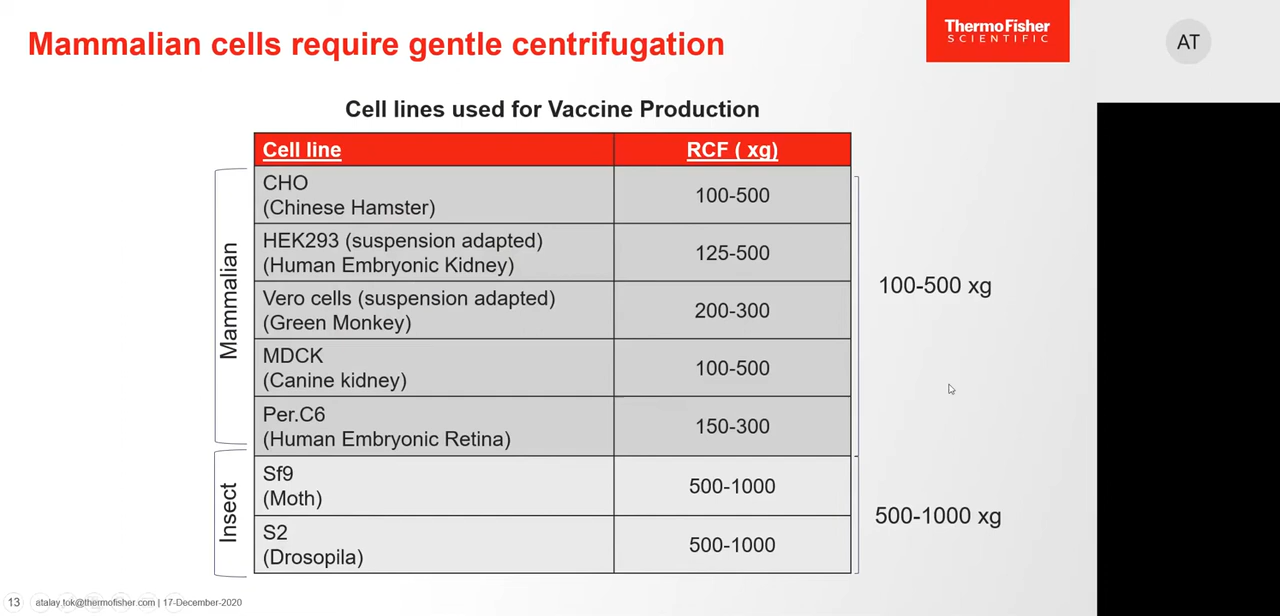 Mammalian cells require gentle centrifugation
ThermoFisher
SCIENTIFIC
AT
Cell lines used for Vaccine Production
Cell line
RCF ( xg)
Mammalian
CHO
(Chinese Hamster)
100-500
HEK293 (suspension adapted)
(Human Embryonic Kidney)
125-500
Vero cells (suspension adapted)
(Green Monkey)
200-300
MDCK
(Canine kidney)
100-500
Per.C6
(Human Embryonic Retina)
150-300
100-500 xg
Insect
Sf9
(Moth)
500-1000
S2
(Drosopila)
500-1000
500-1000 xg
13
atalay.tok@thermofisher.com | 17-December-2020